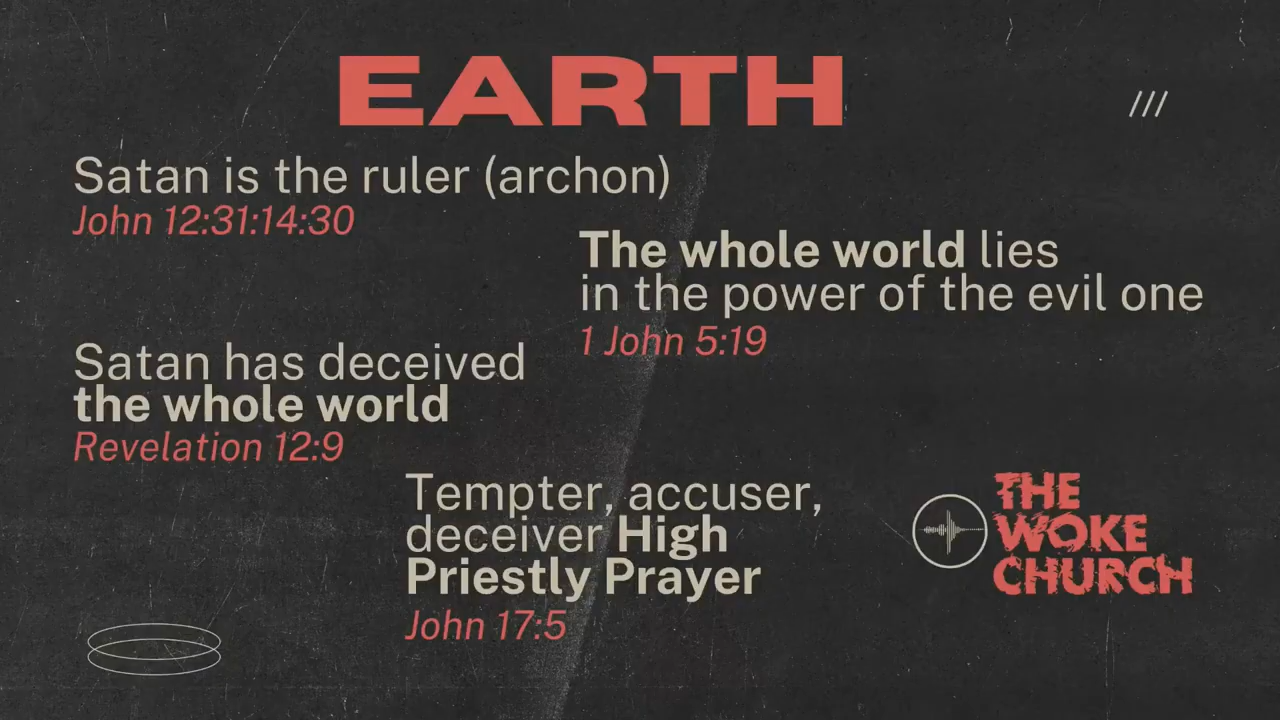 EARTH
///
Satan is the ruler (archon)
John 12:31:14:30
The whole world lies
in the power of the evil one
1 John 5:19
Satan has deceived
the whole world
Revelation 12:9
Tempter, accuser,
deceiver High
Priestly Prayer
John 17:5
THE
WOKE
CHURCH